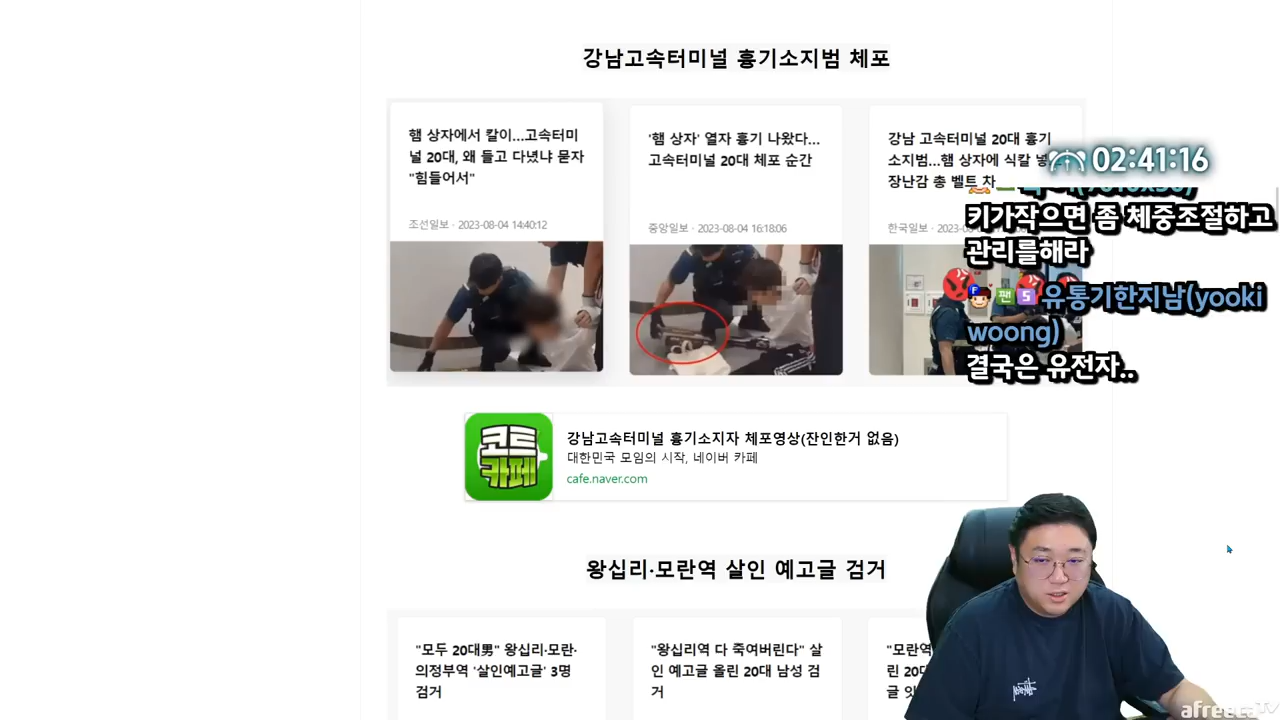 강남고속터미널 흉기소지범 체포
햄 상자에서 칼이...고속터미
널 20대, 왜 들고 다녔냐 묻자
"힘들어서"
조선일보 · 2023-08-04 14:40:12
'햄 상자' 열자 흉기 나왔다...
고속터미널 20대 체포 순간
중앙일보 · 2023-08-04 16:18:06
강남 고속터미널 20대 흉기
소지범...햄 상자에 식칼
장난감 총 벨트 차
한국일보 · 2023-0
02:41:16
키가작으면 좀 체중조절하고
관리를해라
F 팬 5 유통기한지남(yooki
woong)
결국은 유전자..
코드
카페
강남고속터미널 흉기소지자 체포영상(잔인한거 없음)
대한민국 모임의 시작, 네이버 카페
cafe.naver.com
왕십리·모란역 살인 예고글 검거
"모두 20대男" 왕십리·모란·
의정부역 '살인예고글' 3명
검거
"왕십리역 다 죽여버린다" 살
인 예고글 올린 20대 남성 검
거
"모란역
린 20대
글 잇
afreecaTV